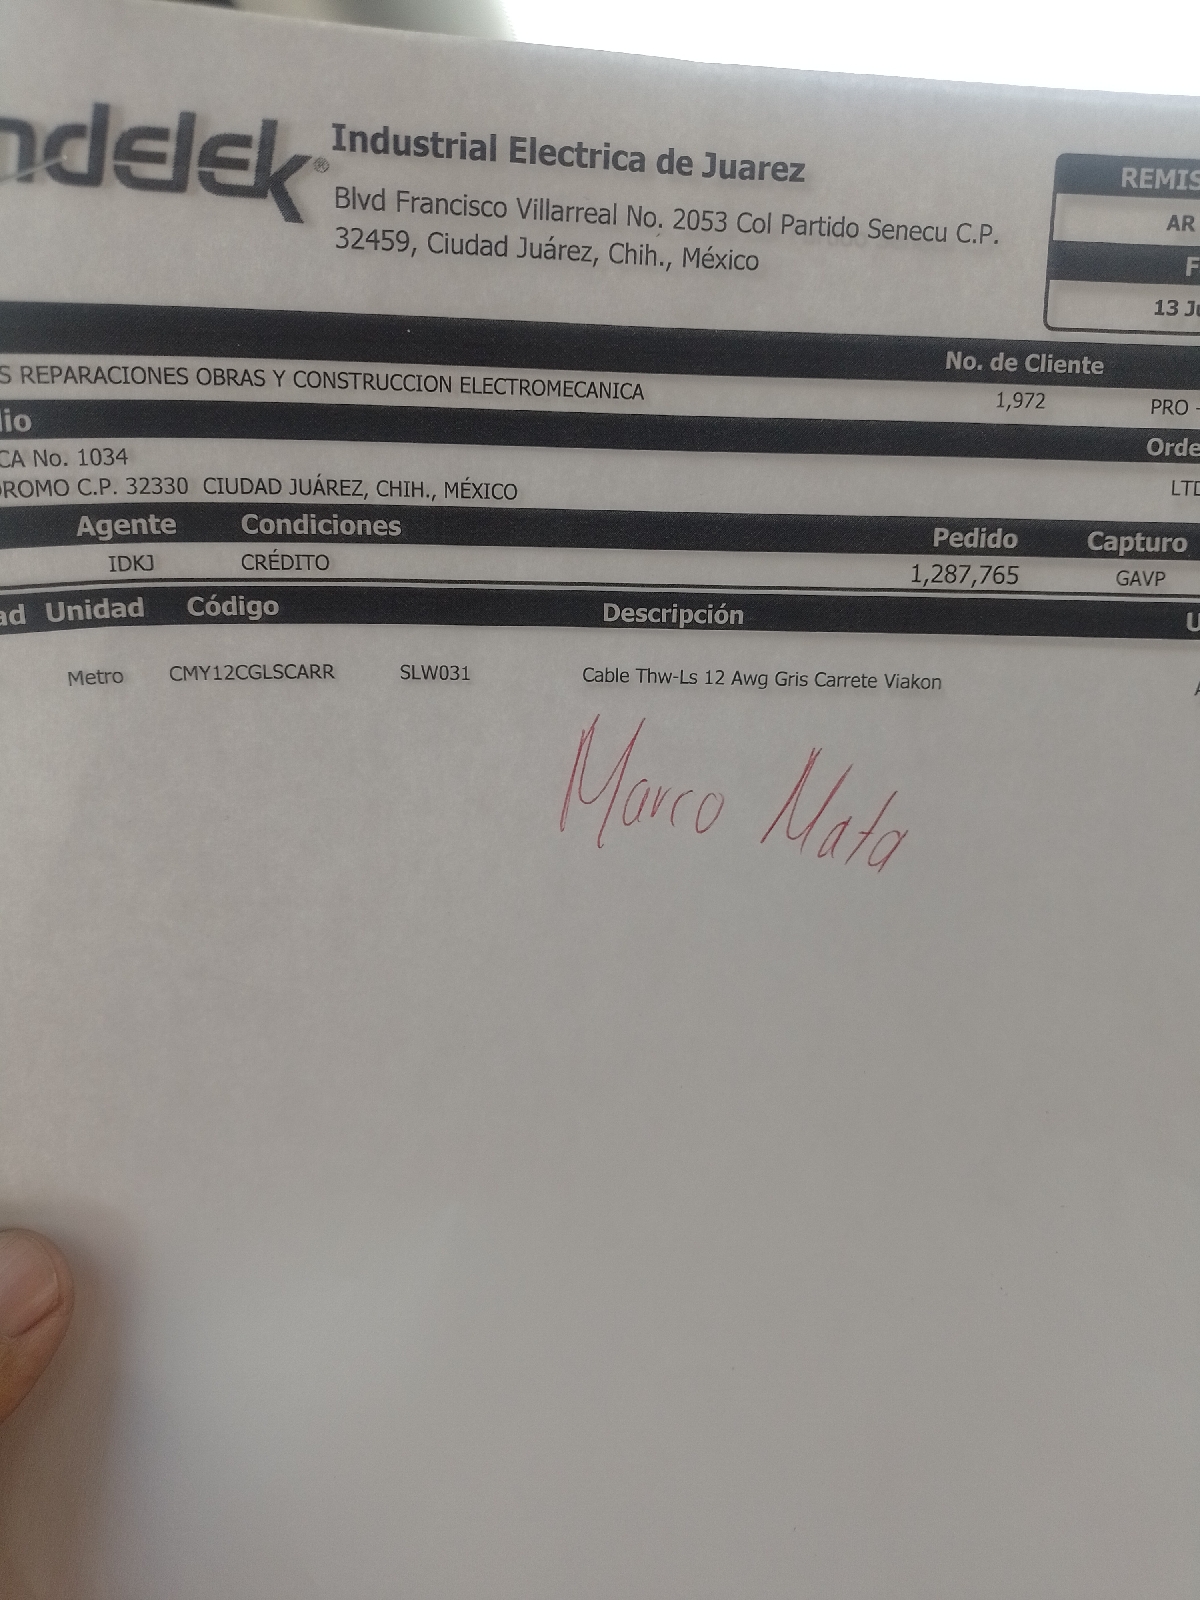 ndelek®
Industrial Electrica de Juarez
Blvd Francisco Villarreal No. 2053 Col Partido Senecu C.P.
32459, Ciudad Juárez, Chih., México
REMIS
AR
F
13 Ju
No. de Cliente
S REPARACIONES OBRAS Y CONSTRUCCION ELECTROMECANICA 1,972 PRO -
lio Orde
CA No. 1034
DROMO C.P. 32330 CIUDAD JUÁREZ, CHIH., MÉXICO LTD
Agente Condiciones Pedido Capturo
IDKJ CRÉDITO 1,287,765 GAVP
ad Unidad Código Descripción U
Metro CMY12CGLSCARR SLW031 Cable Thw-Ls 12 Awg Gris Carrete Viakon A
Marco Mata